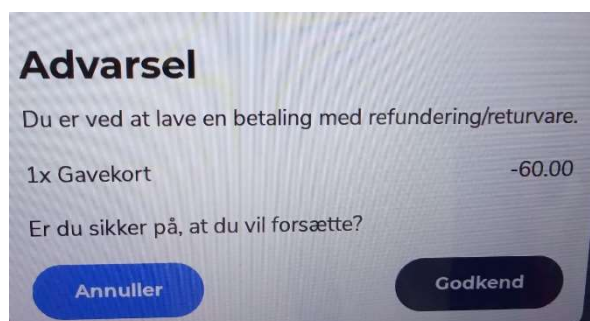 Advarsel
Du er ved at lave en betaling med refundering/returvare.
1x Gavekort -60.00
Er du sikker på, at du vil forsætte?
Annuller Godkend